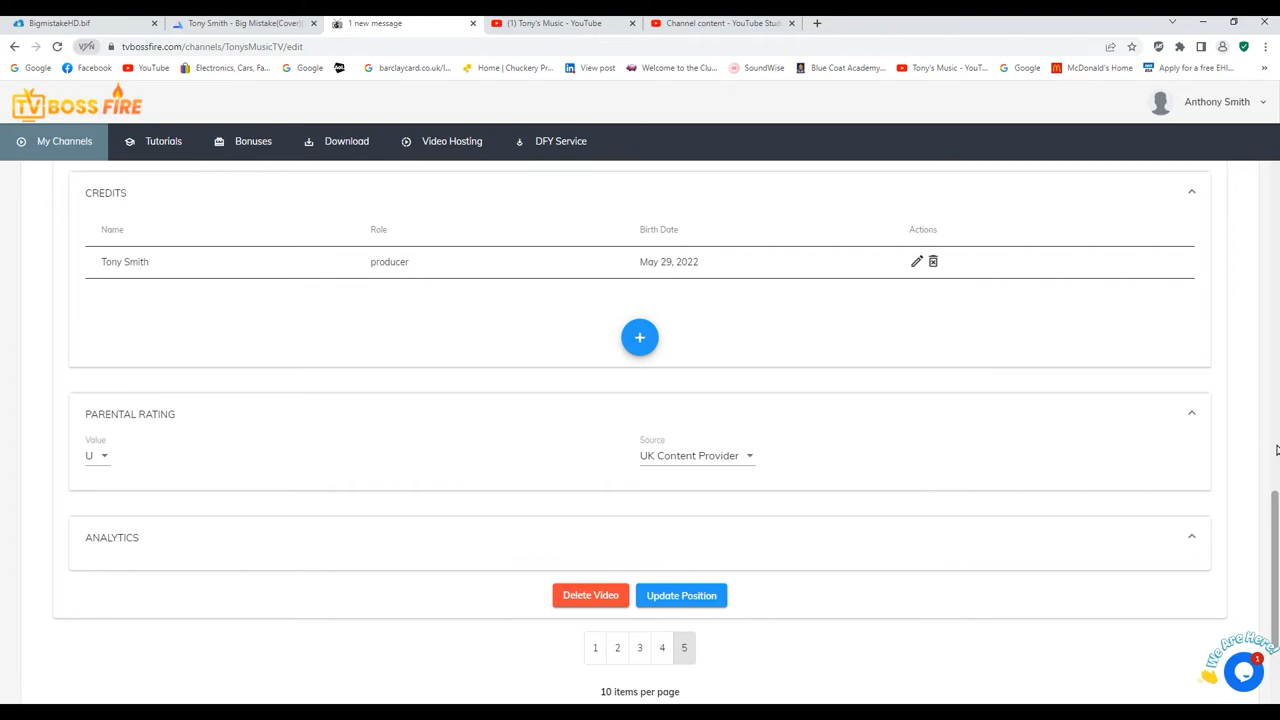 BigmistakeHD.bif
Tony Smith - Big Mistake(Cover)
1 new message
(1) Tony's Music - YouTube
Channel content - YouTube Stud
VPN
tvbossfire.com/channels/TonysMusicTV/edit
Google
Facebook
YouTube
Electronics, Cars, Fa...
Google
barclaycard.co.uk/l...
Home | Chuckery Pr...
View post
Welcome to the Clu...
SoundWise
Blue Coat Academy...
Tony's Music - YouT...
Google
McDonald's Home
Apply for a free EHI...
»
TV BOSS FIRE
Anthony Smith
My Channels
Tutorials
Bonuses
Download
Video Hosting
DFY Service
CREDITS
Name Role Birth Date Actions
Tony Smith producer May 29, 2022
+
PARENTAL RATING
Value Source
U UK Content Provider
ANALYTICS
Delete Video Update Position
1 2 3 4 5
We Are Here!
1
10 items per page